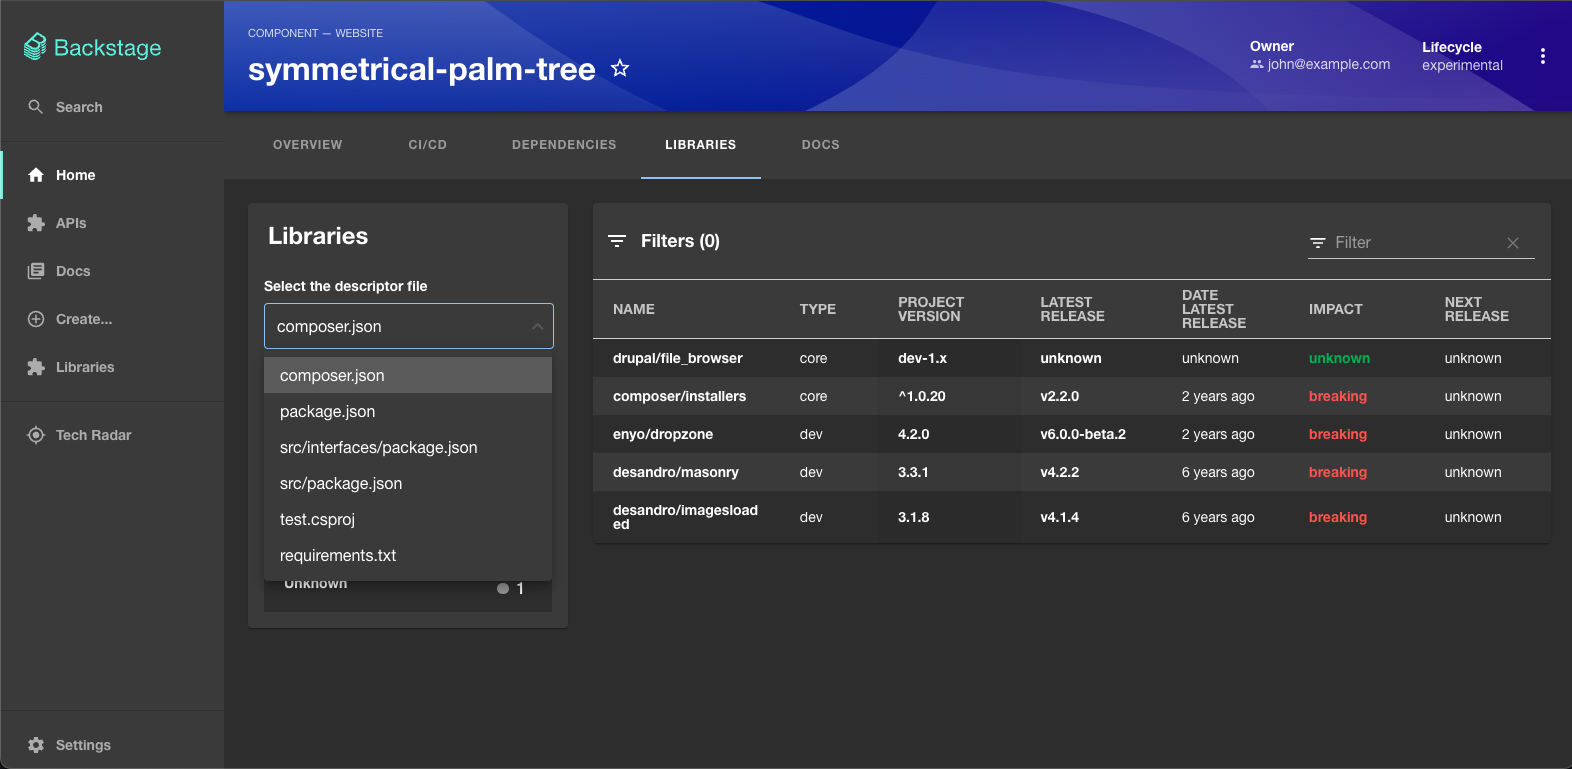 Backstage
Search
Home
APIs
Docs
Create...
Libraries
Tech Radar
Settings
COMPONENT — WEBSITE
symmetrical-palm-tree
Owner
john@example.com
Lifecycle
experimental
OVERVIEW
CI/CD
DEPENDENCIES
LIBRARIES
DOCS
Libraries
Select the descriptor file
composer.json
composer.json
package.json
src/interfaces/package.json
src/package.json
test.csproj
requirements.txt
Unknown
1
Filters (0)
Filter
NAME
TYPE
PROJECT
VERSION
LATEST
RELEASE
DATE
LATEST
RELEASE
IMPACT
NEXT
RELEASE
drupal/file_browser core dev-1.x unknown unknown unknown unknown
composer/installers core ^1.0.20 v2.2.0 2 years ago breaking unknown
enyo/dropzone dev 4.2.0 v6.0.0-beta.2 2 years ago breaking unknown
desandro/masonry dev 3.3.1 v4.2.2 6 years ago breaking unknown
desandro/imagesload
ed
dev 3.1.8 v4.1.4 6 years ago breaking unknown